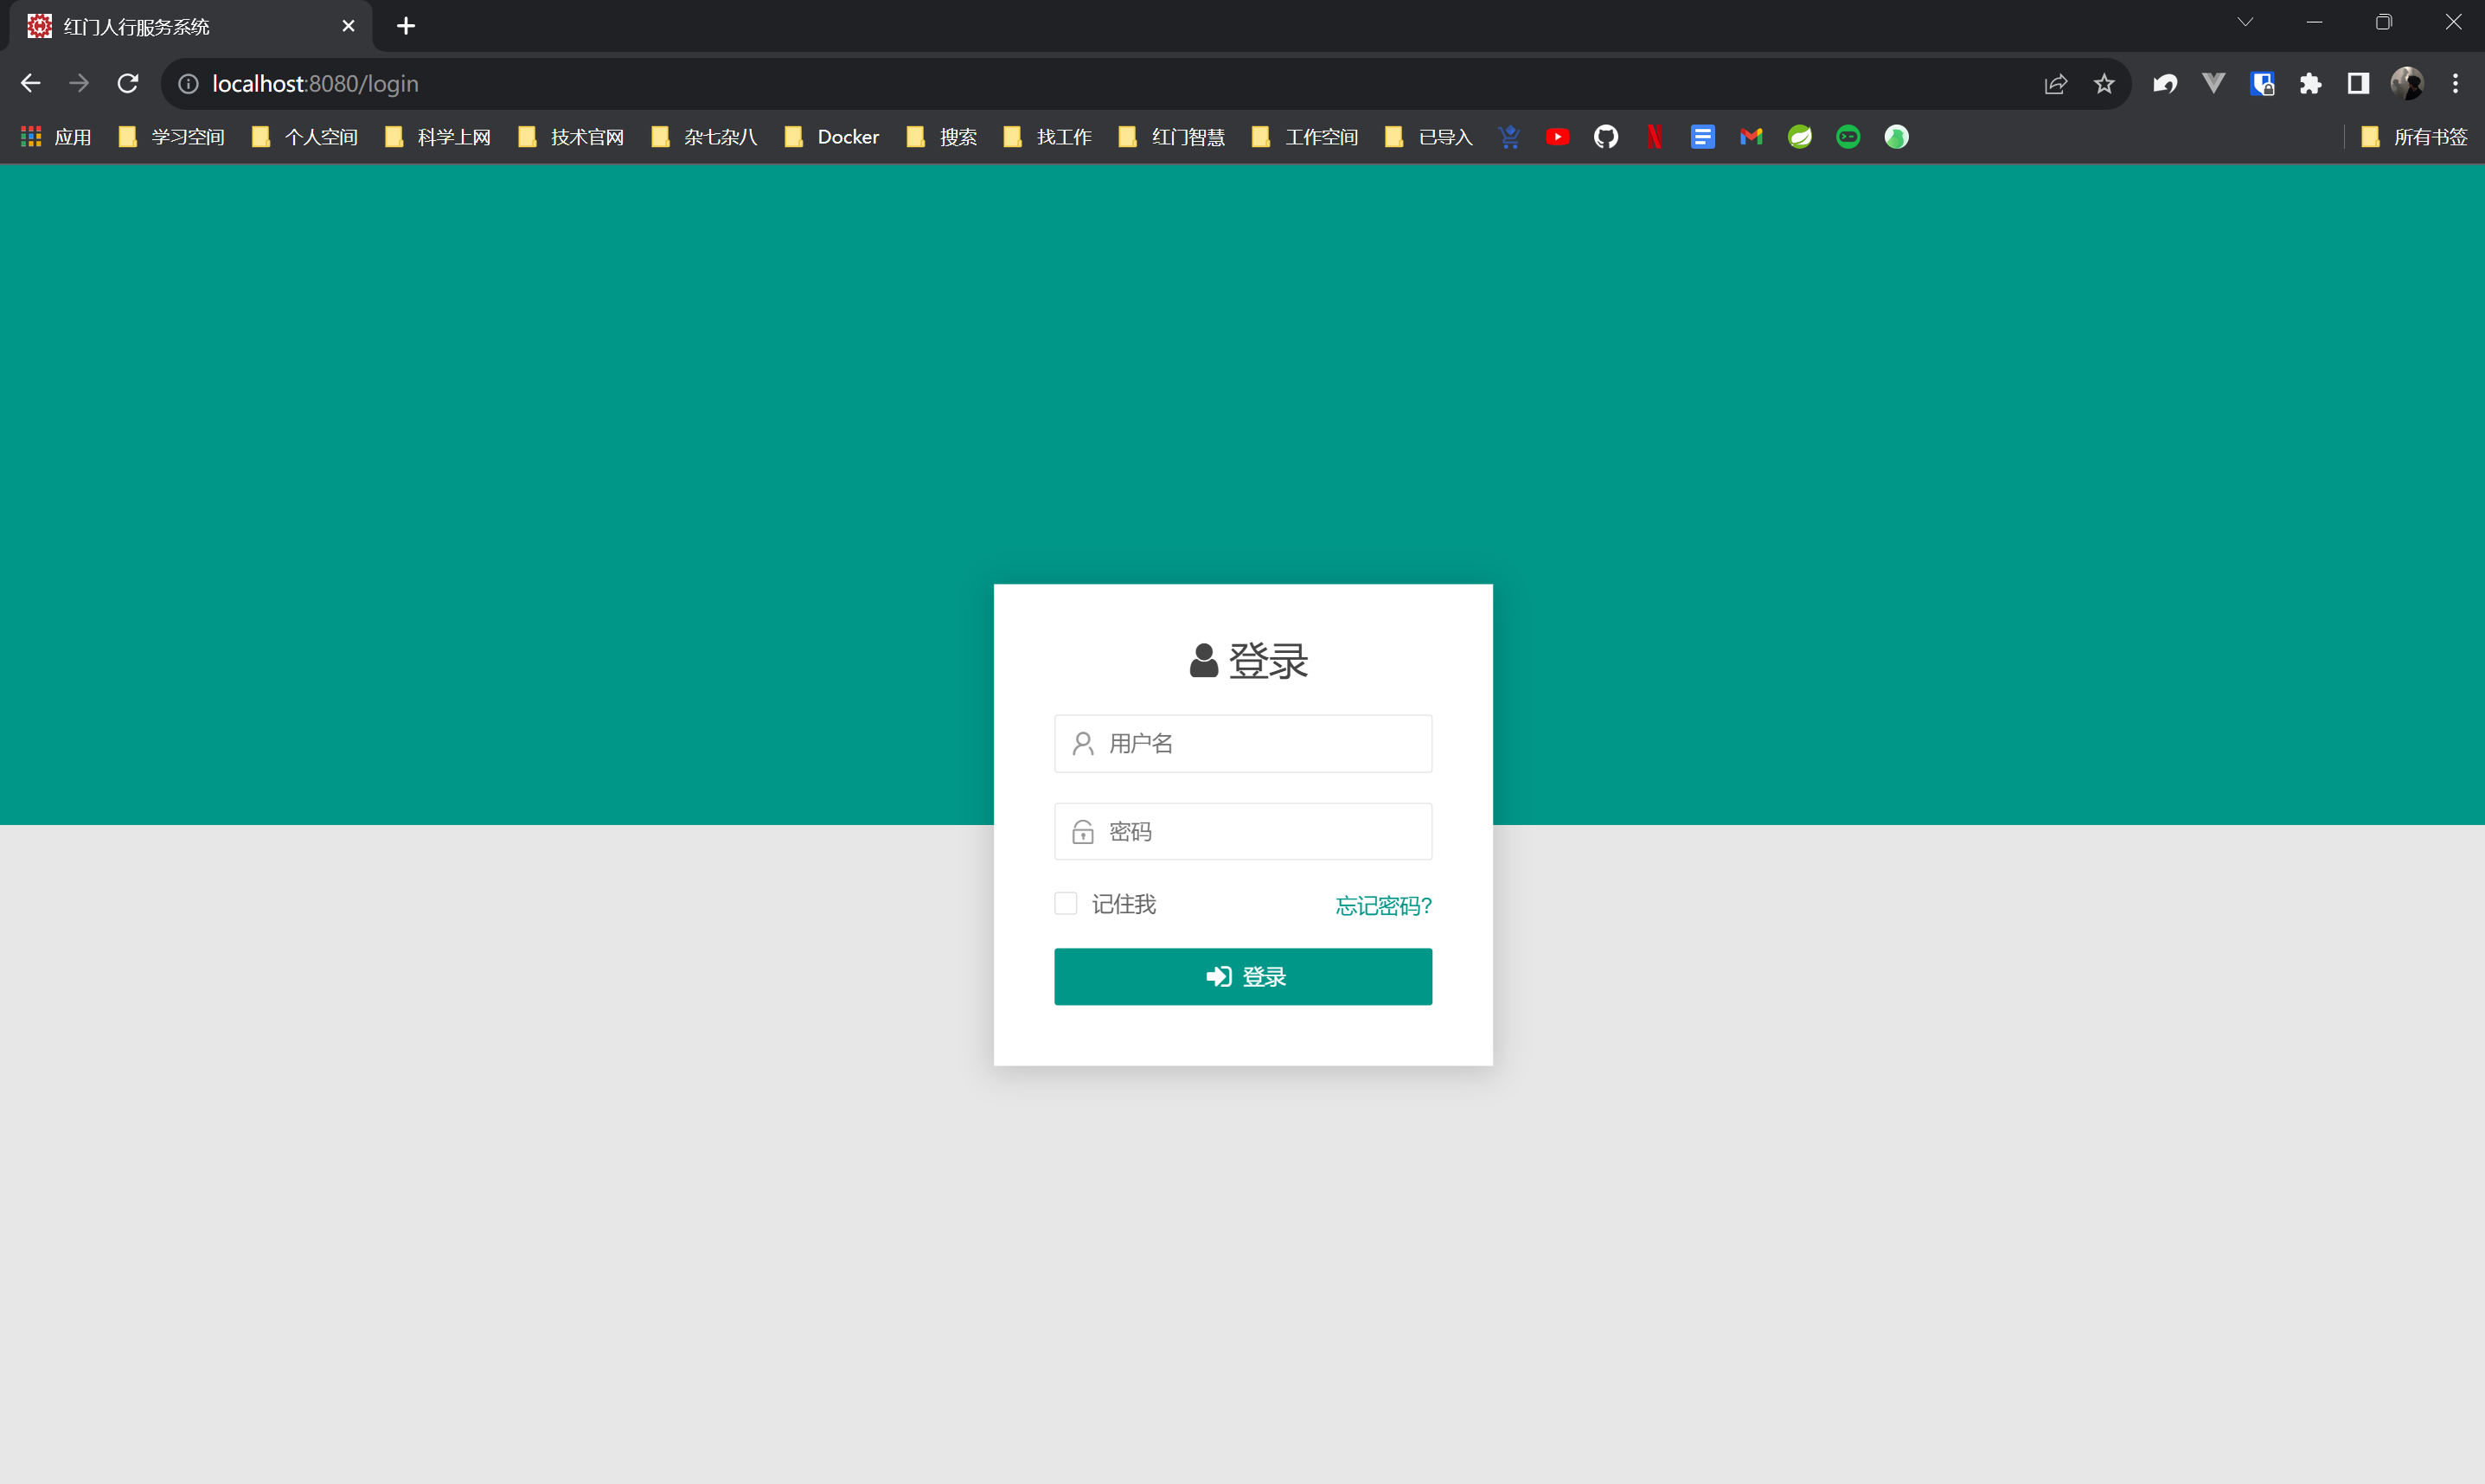 红门人行服务系统
localhost:8080/login
应用 学习空间 个人空间 科学上网 技术官网 杂七杂八 Docker 搜索 找工作 红门智慧 工作空间 已导入 所有书签
登录
用户名
密码
记住我 忘记密码?
登录